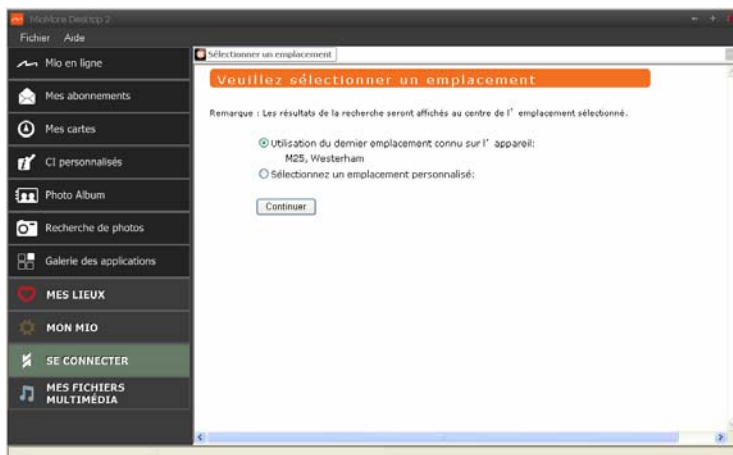 MioMore Desktop 2
Fichier Aide
Mio en ligne
Mes abonnements
Mes cartes
CI personnalisés
Photo Album
Recherche de photos
Galerie des applications
MES LIEUX
MON MIO
SE CONNECTER
MES FICHIERS
MULTIMÉDIA
Sélectionner un emplacement
Veuillez sélectionner un emplacement
Remarque : Les résultats de la recherche seront affichés au centre de l’ emplacement sélectionné.
Utilisation du dernier emplacement connu sur l’ appareil:
M25, Westerham
Sélectionnez un emplacement personnalisé:
Continuer